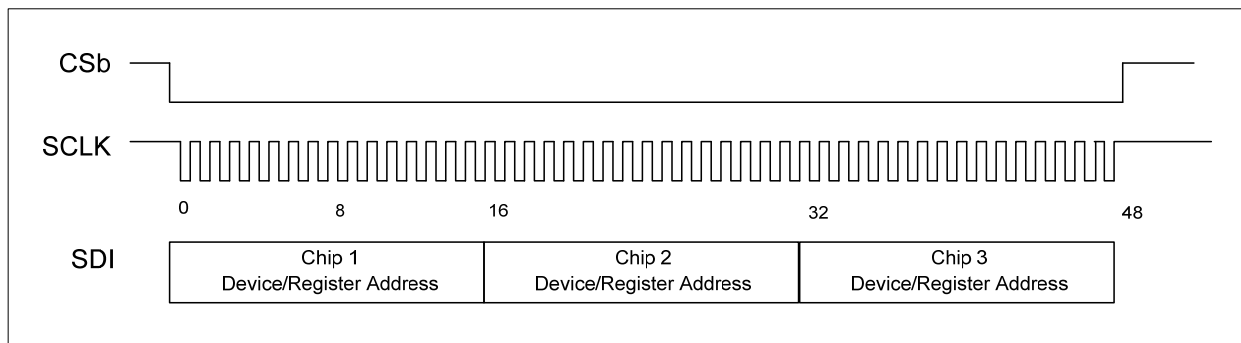 CSb
SCLK
0 8 16 32 48
SDI
Chip 1 Chip 2 Chip 3
Device/Register Address Device/Register Address Device/Register Address